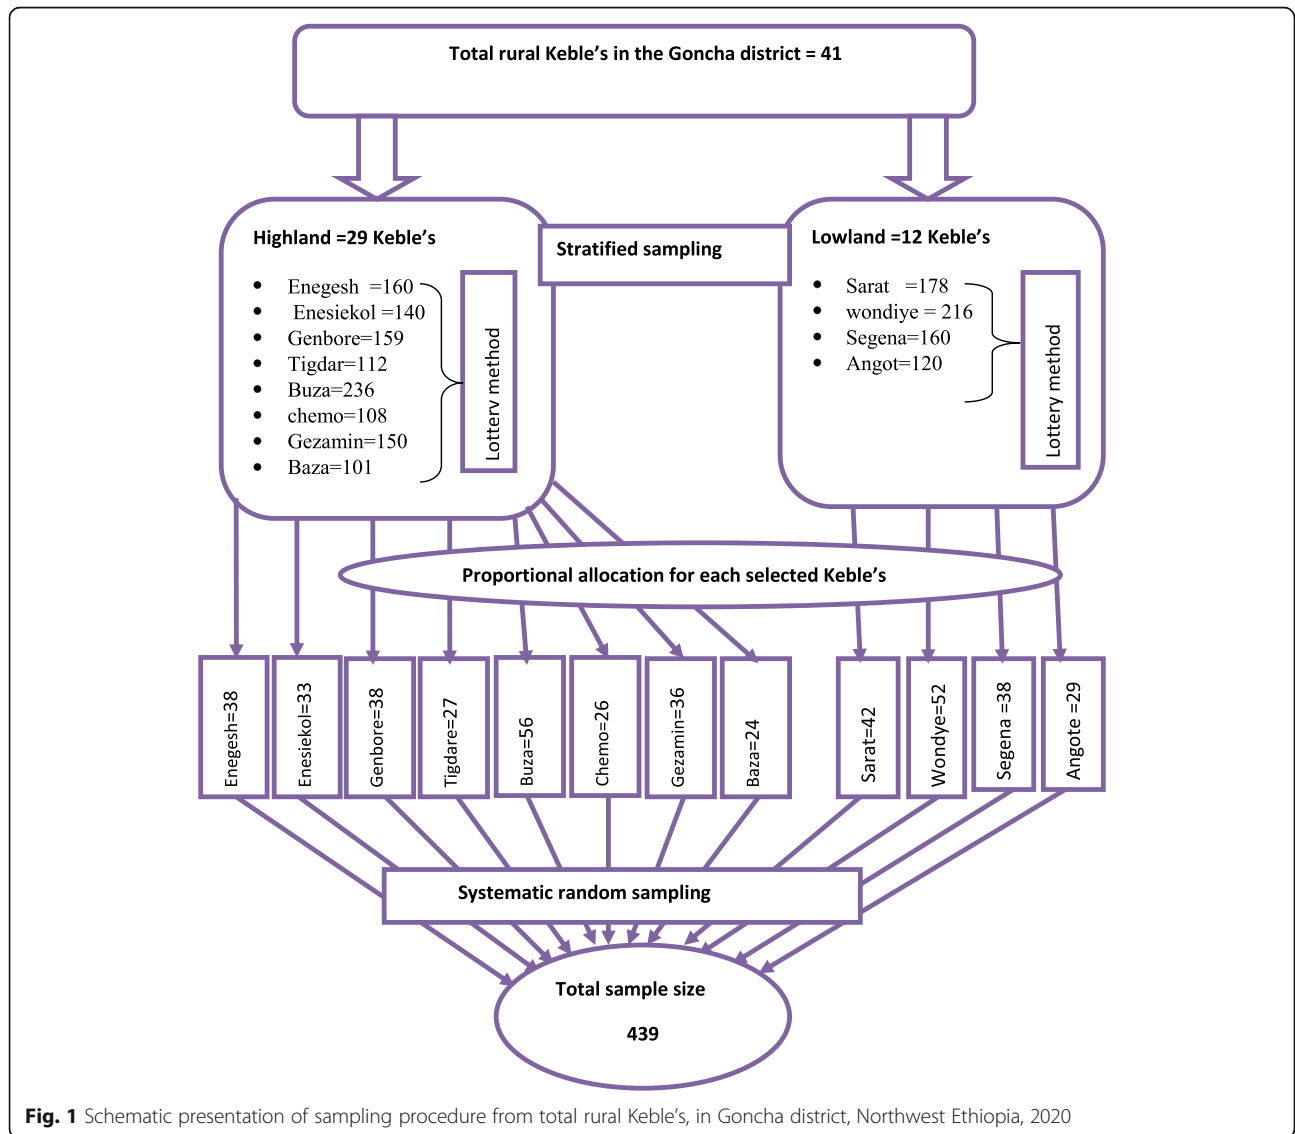 Total rural Keble's in the Goncha district = 41
Highland =29 Keble's
• Enegesh =160
• Enesiekol =140
• Genbore=159
• Tigdar=112
• Buza=236
• chemo=108
• Gezamin=150
• Baza=101
Lottery method
Stratified sampling
Lowland =12 Keble's
• Sarat =178
• wondiye = 216
• Segena=160
• Angot=120
Lottery method
Proportional allocation for each selected Keble's
Enegesh=38
Enesiekol=33
Genbore=38
Tigdare=27
Buza=56
Chemo=26
Gezamin=36
Baza=24
Sarat=42
Wondye=52
Segena =38
Angote =29
Systematic random sampling
Total sample size
439
Fig. 1 Schematic presentation of sampling procedure from total rural Keble's, in Goncha district, Northwest Ethiopia, 2020